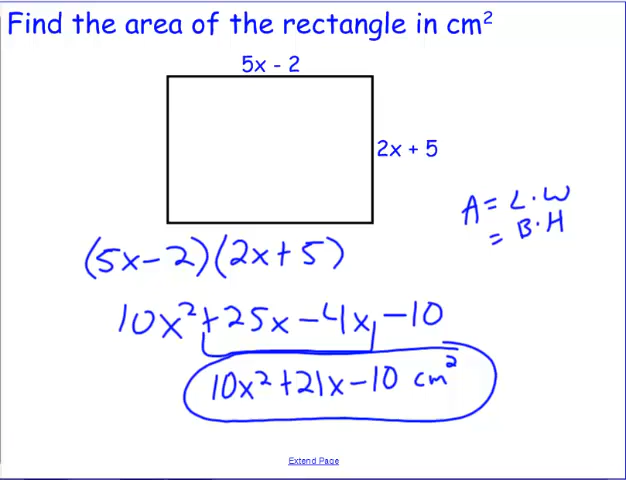 Find the area of the rectangle in cm²
5x - 2
2x + 5
A = L · W
= B · H
(5x - 2)(2x + 5)
10x² + 25x - 4x - 10
10x² + 21x - 10 cm²
Extend Page